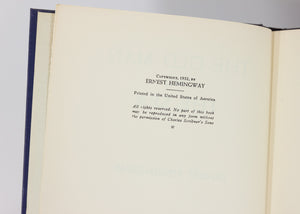 COPYRIGHT, 1952, BY
ERNEST HEMINGWAY
Printed in the United States of America
All rights reserved. No part of this book
may be reproduced in any form without
the permission of Charles Scribner's Sons